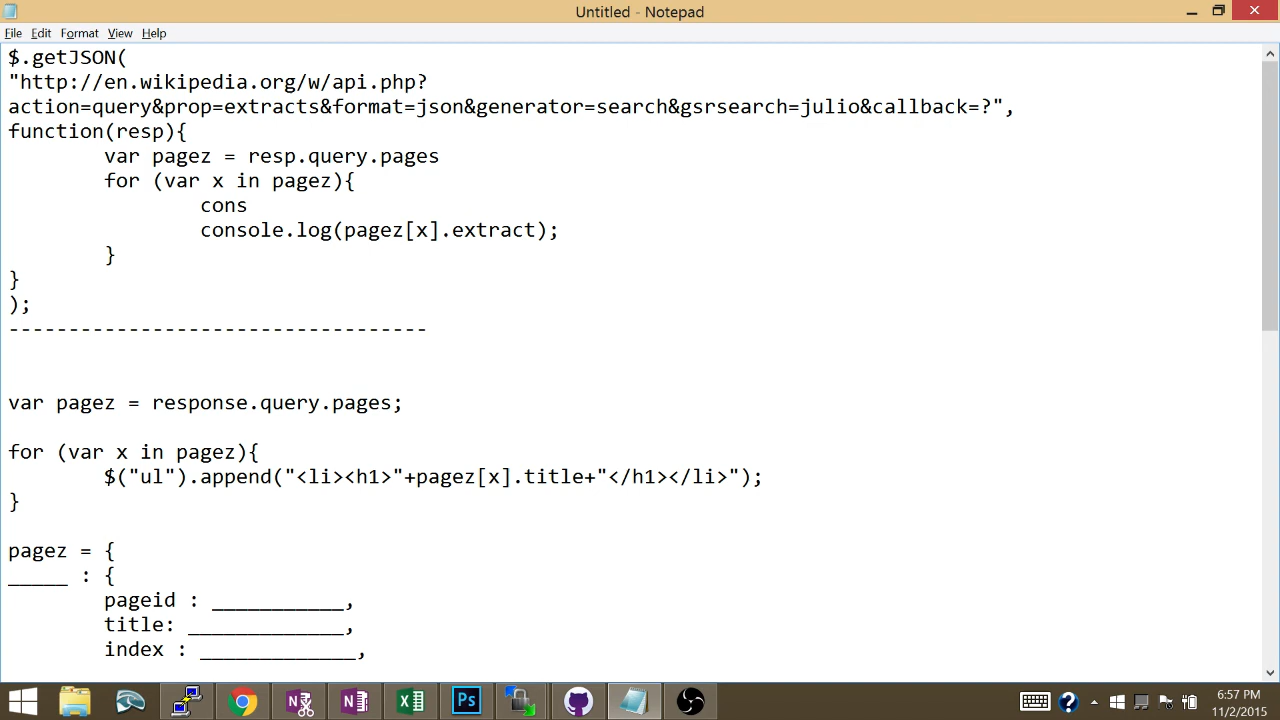 Untitled - Notepad
File Edit Format View Help
$.getJSON(
"http://en.wikipedia.org/w/api.php?
action=query&prop=extracts&format=json&generator=search&gsrsearch=julio&callback=?",
function(resp){
var pagez = resp.query.pages
for (var x in pagez){
cons
console.log(pagez[x].extract);
}
}
);
-----------------------------------
var pagez = response.query.pages;
for (var x in pagez){
$("ul").append("<li><h1>"+pagez[x].title+"</h1></li>");
}
pagez = {
_____ : {
pageid : ___________,
title: _____________,
index : _____________,
N
N
X
Ps
?
6:57 PM
11/2/2015